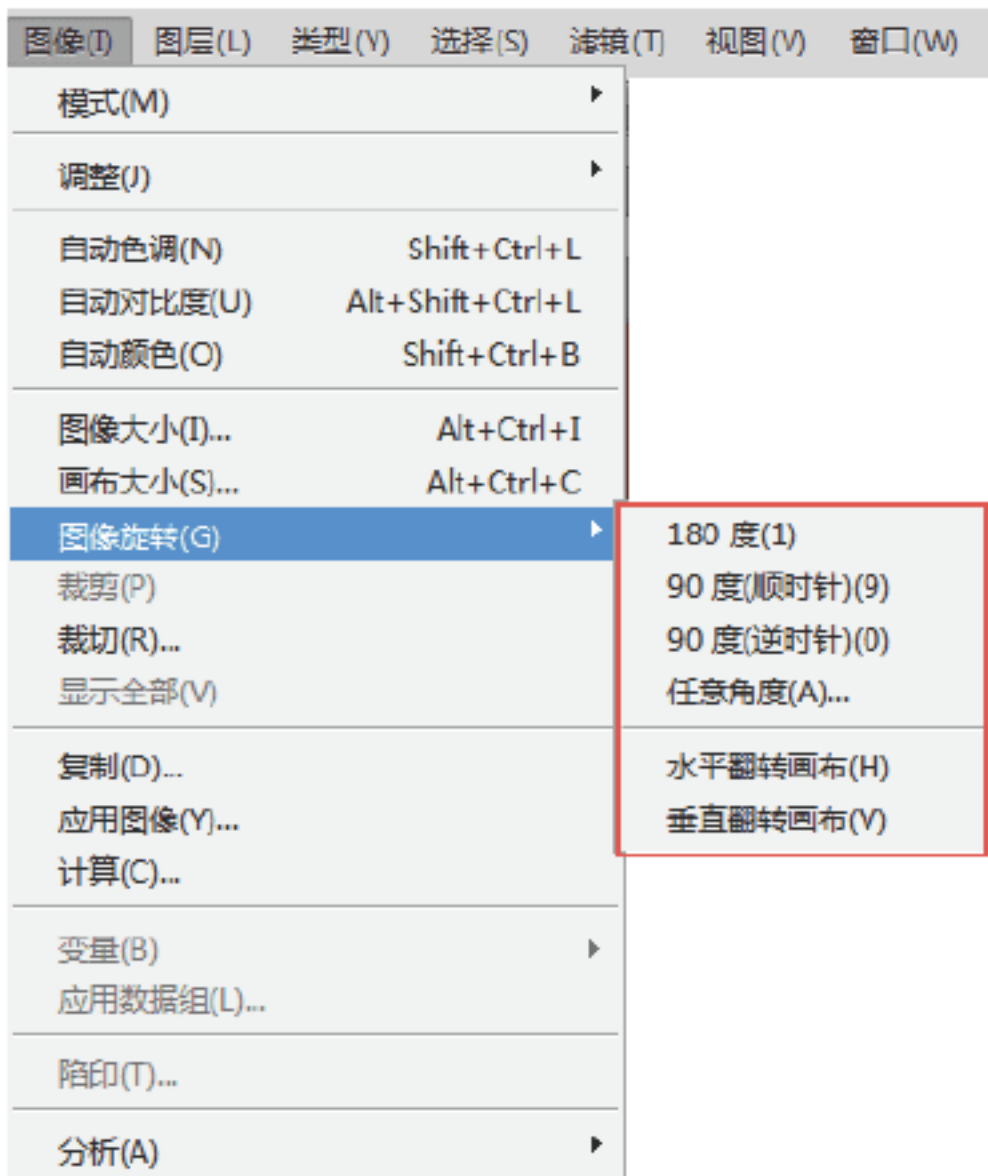 图像(I) 图层(L) 类型(Y) 选择(S) 滤镜(T) 视图(V) 窗口(W)
模式(M)
调整(J)
自动色调(N) Shift+Ctrl+L
自动对比度(U) Alt+Shift+Ctrl+L
自动颜色(O) Shift+Ctrl+B
图像大小(I)... Alt+Ctrl+I
画布大小(S)... Alt+Ctrl+C
图像旋转(G)
180 度(1)
90 度(顺时针)(9)
90 度(逆时针)(0)
任意角度(A)...
水平翻转画布(H)
垂直翻转画布(V)
裁剪(P)
裁切(R)...
显示全部(V)
复制(D)...
应用图像(Y)...
计算(C)...
变量(B)
应用数据组(L)...
陷印(T)...
分析(A)